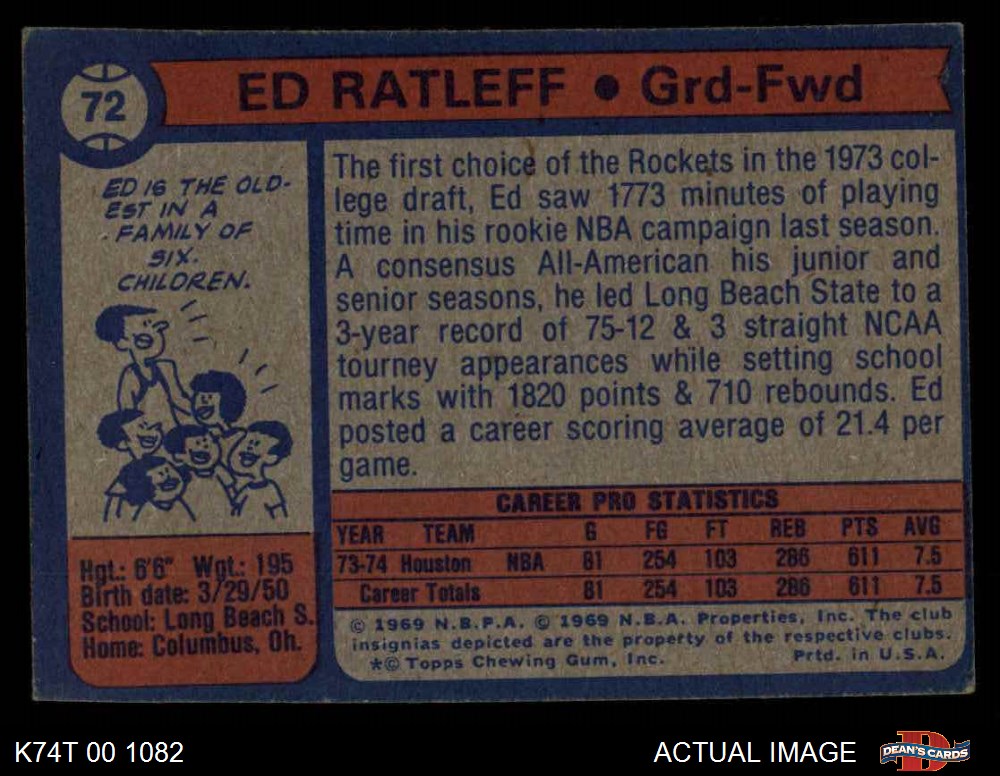 72
ED RATLEFF • Grd-Fwd
ED IS THE OLD-
EST IN A
FAMILY OF
SIX.
CHILDREN.
Hgt.: 6'6" Wgt.: 195
Birth date: 3/29/50
School: Long Beach S.
Home: Columbus, Oh.
The first choice of the Rockets in the 1973 col-
lege draft, Ed saw 1773 minutes of playing
time in his rookie NBA campaign last season.
A consensus All-American his junior and
senior seasons, he led Long Beach State to a
3-year record of 75-12 & 3 straight NCAA
tourney appearances while setting school
marks with 1820 points & 710 rebounds. Ed
posted a career scoring average of 21.4 per
game.
CAREER PRO STATISTICS
YEAR TEAM G FG FT REB PTS AVG
73-74 Houston NBA 81 254 103 286 611 7.5
Career Totals 81 254 103 286 611 7.5
© 1969 N.B.P.A. © 1969 N.B.A. Properties, Inc. The club
insignias depicted are the property of the respective clubs.
*© Topps Chewing Gum, Inc. Prtd. in U.S.A.
K74T 00 1082 ACTUAL IMAGE D DEAN'S CARDS